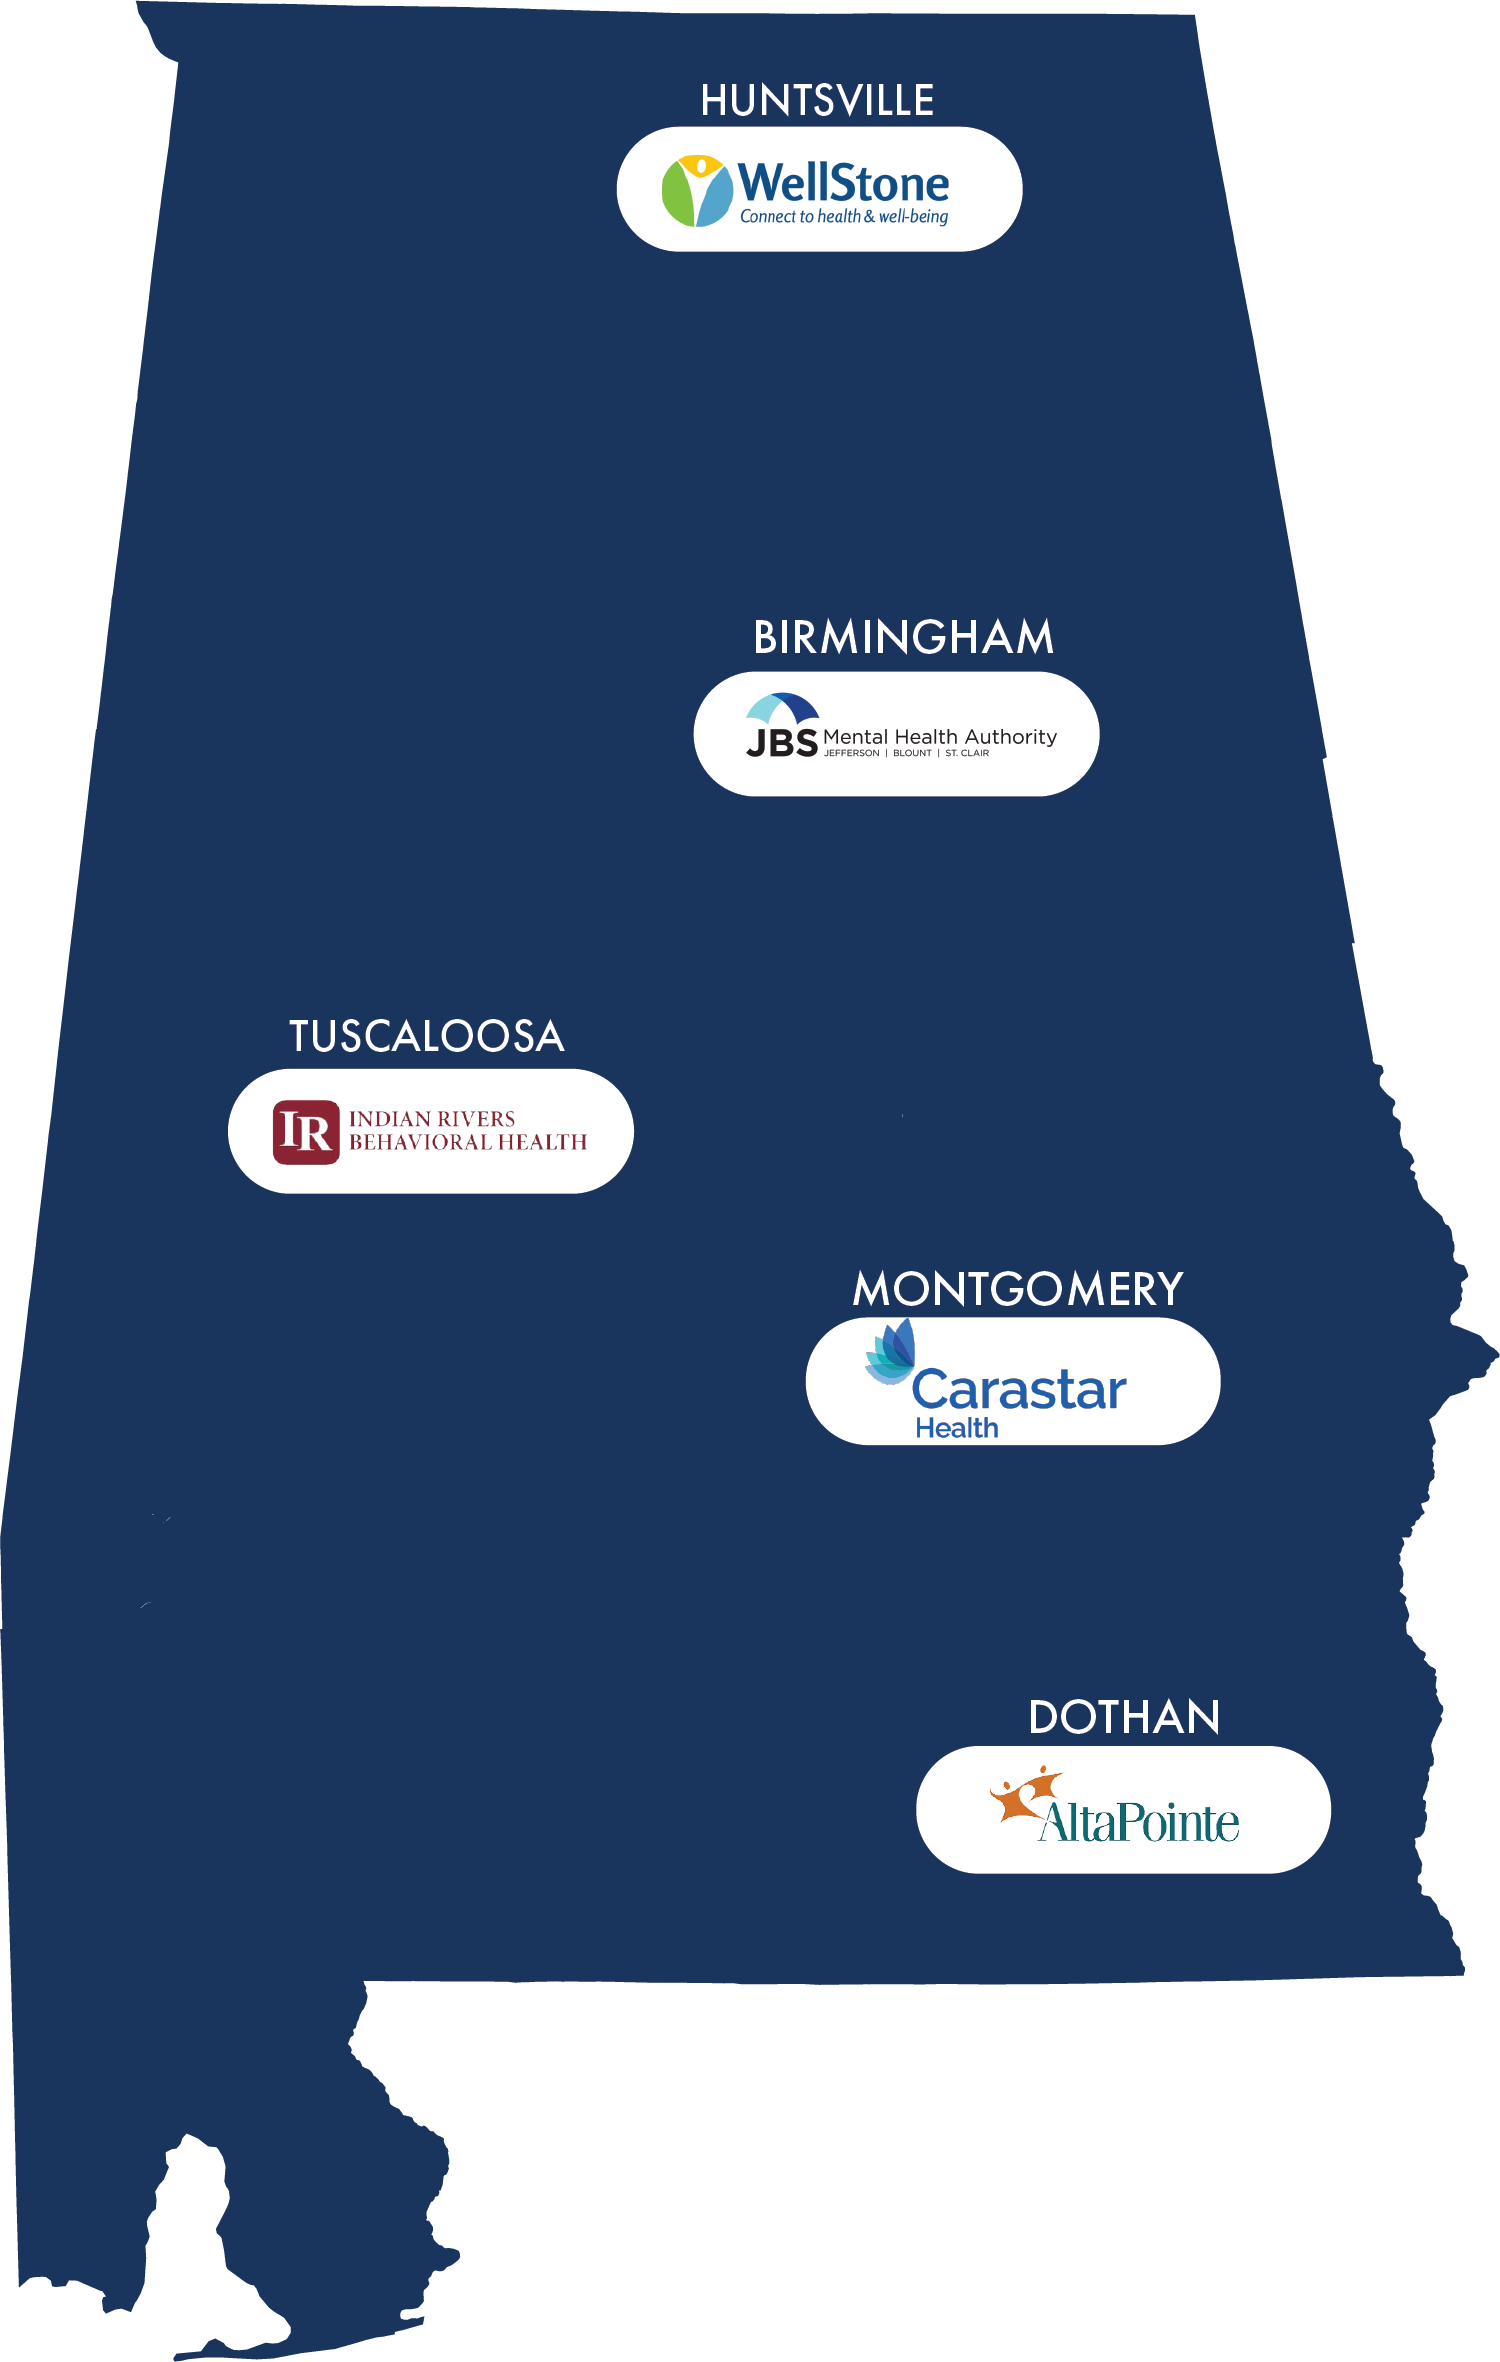 HUNTSVILLE
WellStone
Connect to health & well-being
BIRMINGHAM
JBS Mental Health Authority
JEFFERSON | BLOUNT | ST. CLAIR
TUSCALOOSA
IR INDIAN RIVERS
BEHAVIORAL HEALTH
MONTGOMERY
Carastar
Health
DOTHAN
AltaPointe